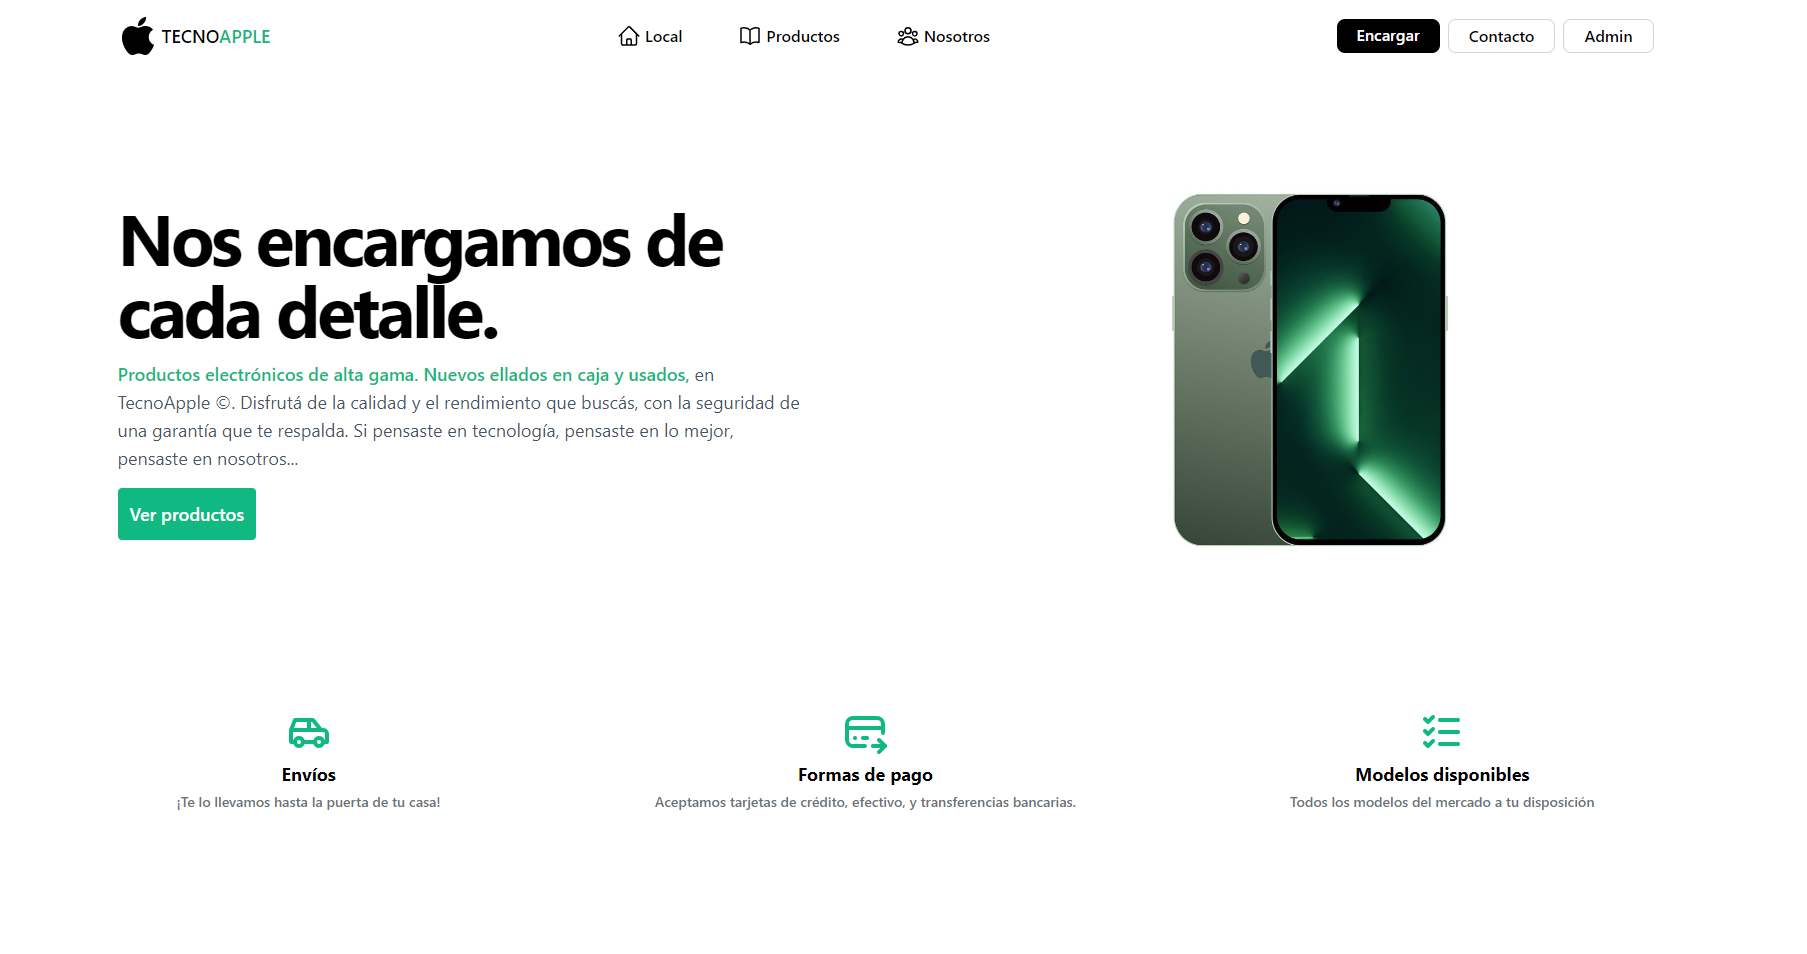 TECNOAPPLE
Local
Productos
Nosotros
Encargar
Contacto
Admin
Nos encargamos de
cada detalle.
Productos electrónicos de alta gama. Nuevos ellados en caja y usados, en
TecnoApple ©. Disfrutá de la calidad y el rendimiento que buscás, con la seguridad de
una garantía que te respalda. Si pensaste en tecnología, pensaste en lo mejor,
pensaste en nosotros...
Ver productos
Envíos
¡Te lo llevamos hasta la puerta de tu casa!
Formas de pago
Aceptamos tarjetas de crédito, efectivo, y transferencias bancarias.
Modelos disponibles
Todos los modelos del mercado a tu disposición